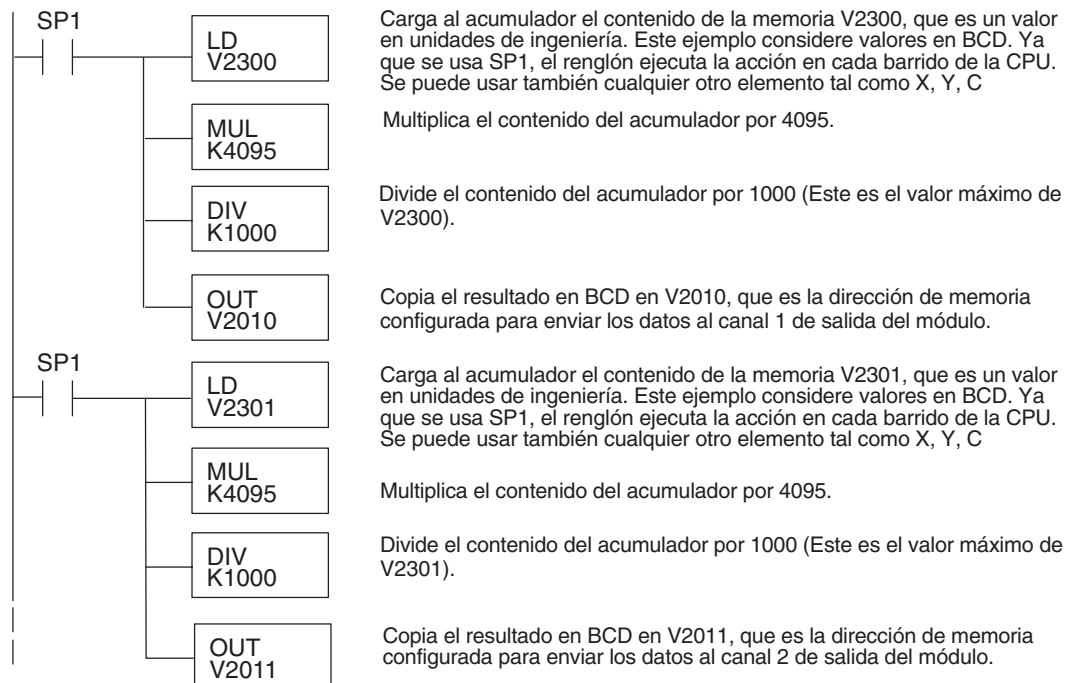 SP1
LD
V2300
Carga al acumulador el contenido de la memoria V2300, que es un valor
en unidades de ingeniería. Este ejemplo considere valores en BCD. Ya
que se usa SP1, el renglón ejecuta la acción en cada barrido de la CPU.
Se puede usar también cualquier otro elemento tal como X, Y, C
MUL
K4095
Multiplica el contenido del acumulador por 4095.
DIV
K1000
Divide el contenido del acumulador por 1000 (Este es el valor máximo de
V2300).
OUT
V2010
Copia el resultado en BCD en V2010, que es la dirección de memoria
configurada para enviar los datos al canal 1 de salida del módulo.
SP1
LD
V2301
Carga al acumulador el contenido de la memoria V2301, que es un valor
en unidades de ingeniería. Este ejemplo considere valores en BCD. Ya
que se usa SP1, el renglón ejecuta la acción en cada barrido de la CPU.
Se puede usar también cualquier otro elemento tal como X, Y, C
MUL
K4095
Multiplica el contenido del acumulador por 4095.
DIV
K1000
Divide el contenido del acumulador por 1000 (Este es el valor máximo de
V2301).
OUT
V2011
Copia el resultado en BCD en V2011, que es la dirección de memoria
configurada para enviar los datos al canal 2 de salida del módulo.